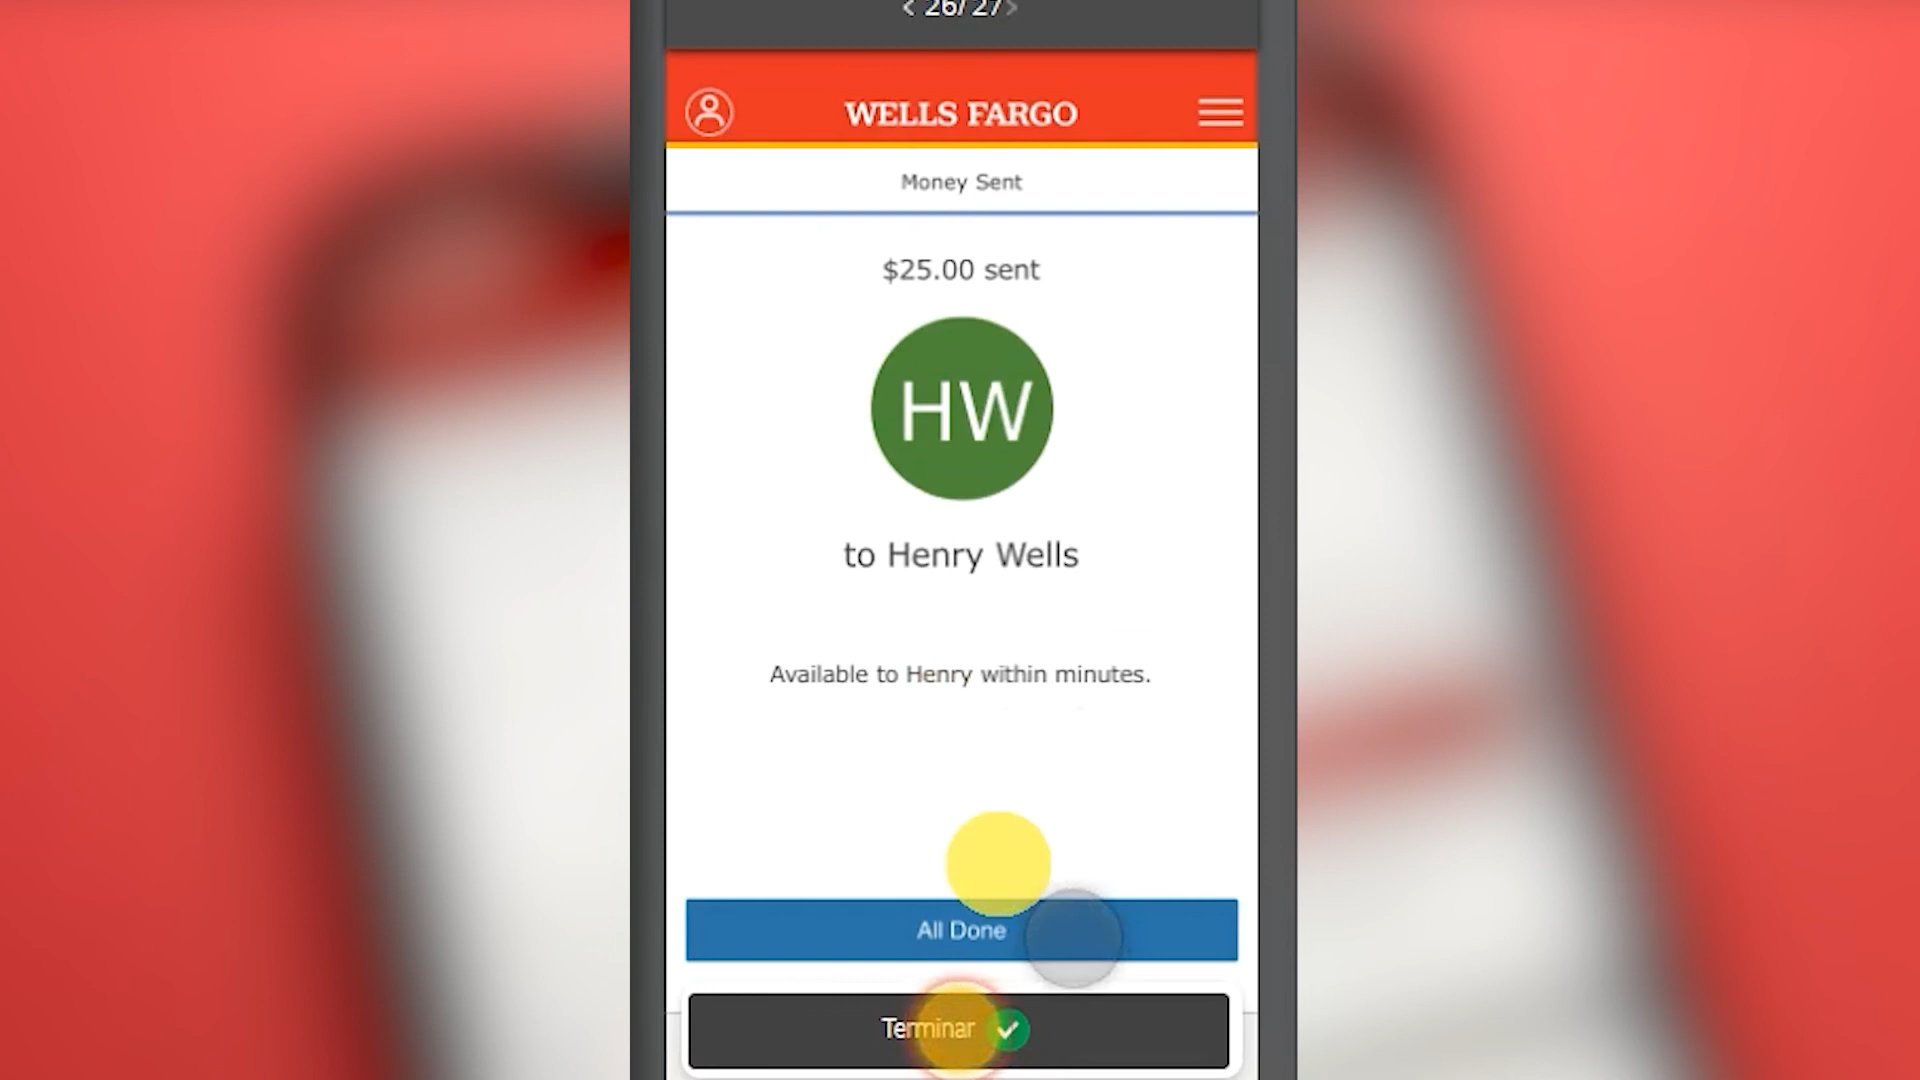 < 26/27>
WELLS FARGO
Money Sent
$25.00 sent
HW
to Henry Wells
Available to Henry within minutes.
All Done
Terminar